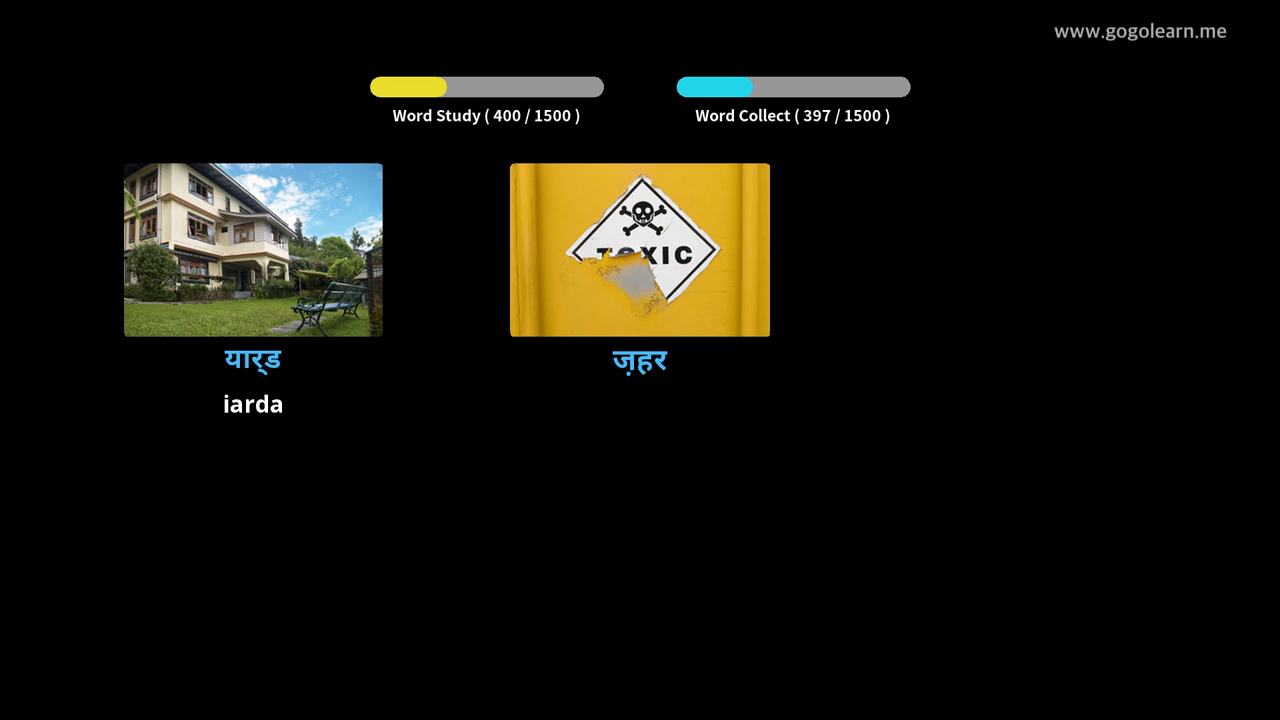 www.gogolearn.me
Word Study ( 400 / 1500 )
Word Collect ( 397 / 1500 )
TOXIC
यार्ड
ज़हर
iarda